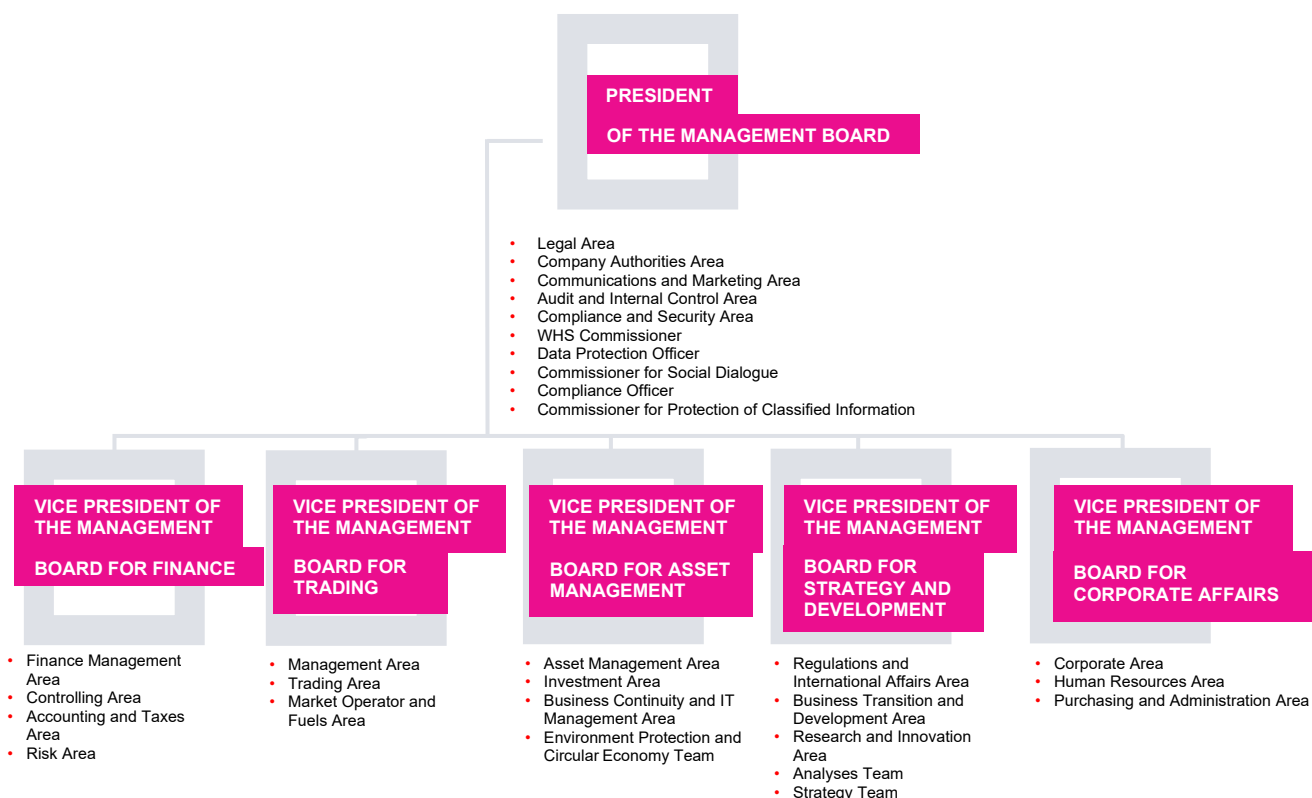 PRESIDENT
OF THE MANAGEMENT BOARD
• Legal Area
• Company Authorities Area
• Communications and Marketing Area
• Audit and Internal Control Area
• Compliance and Security Area
• WHS Commissioner
• Data Protection Officer
• Commissioner for Social Dialogue
• Compliance Officer
• Commissioner for Protection of Classified Information
VICE PRESIDENT OF
THE MANAGEMENT
BOARD FOR FINANCE
• Finance Management
Area
• Controlling Area
• Accounting and Taxes
Area
• Risk Area
VICE PRESIDENT OF
THE MANAGEMENT
BOARD FOR
TRADING
• Management Area
• Trading Area
• Market Operator and
Fuels Area
VICE PRESIDENT OF
THE MANAGEMENT
BOARD FOR ASSET
MANAGEMENT
• Asset Management Area
• Investment Area
• Business Continuity and IT
Management Area
• Environment Protection and
Circular Economy Team
VICE PRESIDENT OF
THE MANAGEMENT
BOARD FOR
STRATEGY AND
DEVELOPMENT
• Regulations and
International Affairs Area
• Business Transition and
Development Area
• Research and Innovation
Area
• Analyses Team
• Strategy Team
VICE PRESIDENT OF
THE MANAGEMENT
BOARD FOR
CORPORATE AFFAIRS
• Corporate Area
• Human Resources Area
• Purchasing and Administration Area